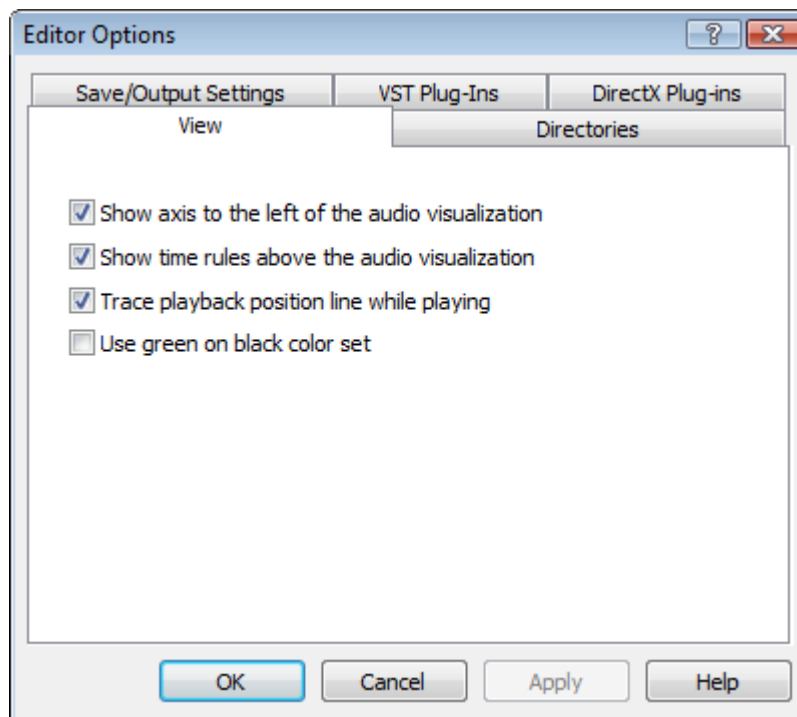 Editor Options
Save/Output Settings VST Plug-Ins DirectX Plug-ins
View Directories
Show axis to the left of the audio visualization
Show time rules above the audio visualization
Trace playback position line while playing
Use green on black color set
OK Cancel Apply Help